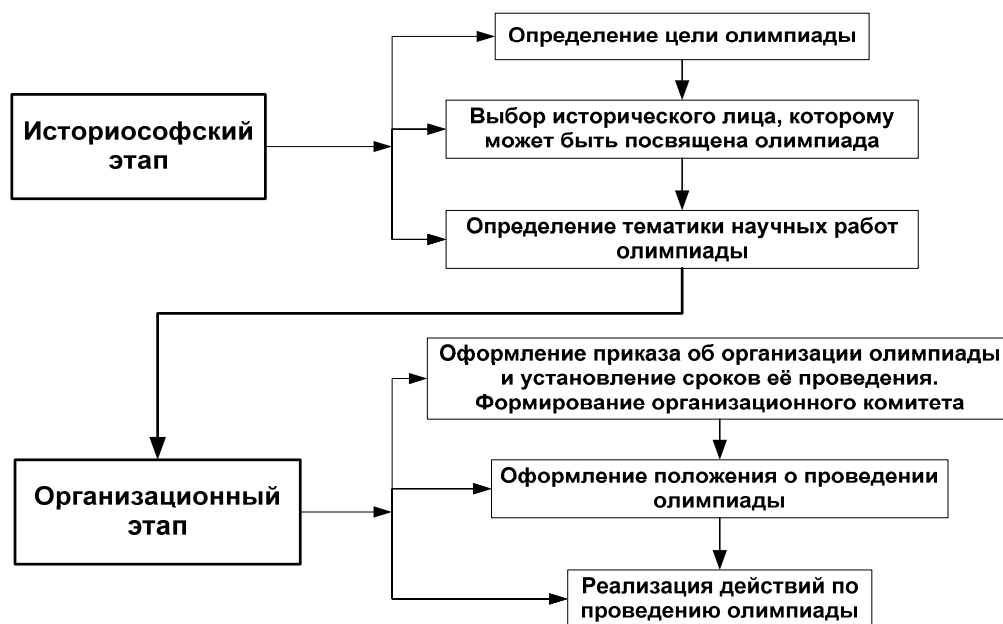 Определение цели олимпиады
Историософский
этап
Выбор исторического лица, которому
может быть посвящена олимпиада
Определение тематики научных работ
олимпиады
Оформление приказа об организации олимпиады
и установление сроков её проведения.
Формирование организационного комитета
Организационный
этап
Оформление положения о проведении
олимпиады
Реализация действий по
проведению олимпиады